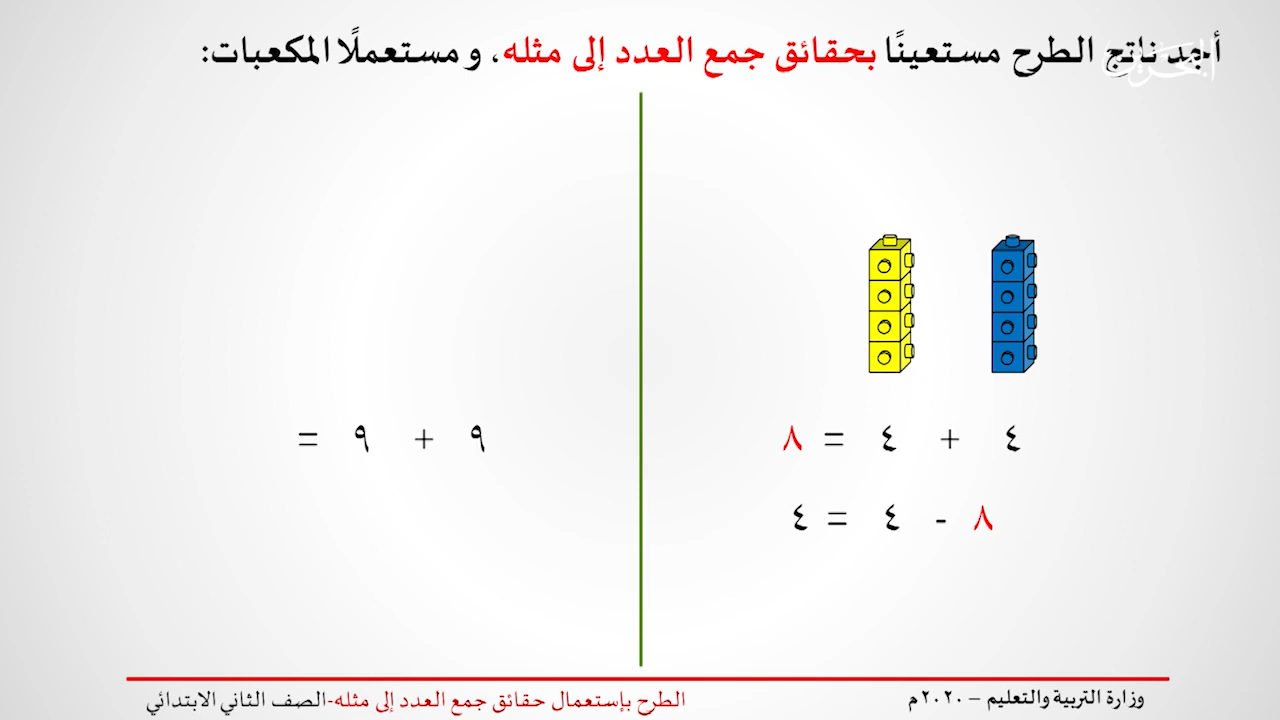 أجد ناتج الطرح مستعينًا بحقائق جمع العدد إلى مثله، و مستعملًا المكعبات:
٤ + ٤ = ٨
٨ - ٤ = ٤
٩ + ٩ =
وزارة التربية والتعليم – ٢٠٢٠م
الطرح بإستعمال حقائق جمع العدد إلى مثله-الصف الثاني الابتدائي